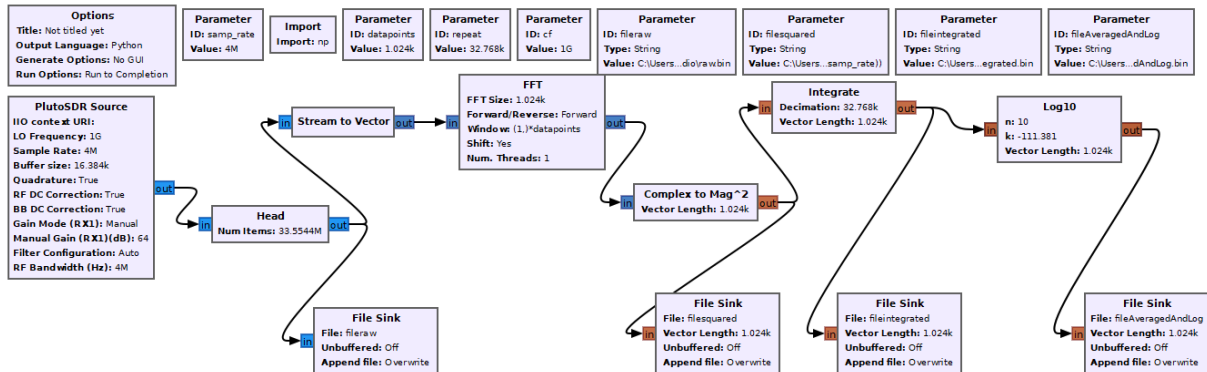 Options
Title: Not titled yet
Output Language: Python
Generate Options: No GUI
Run Options: Run to Completion
Parameter
ID: samp_rate
Value: 4M
Import
Import: np
Parameter
ID: datapoints
Value: 1.024k
Parameter
ID: repeat
Value: 32.768k
Parameter
ID: cf
Value: 1G
Parameter
ID: fileraw
Type: String
Value: C:\Users...dio\raw.bin
Parameter
ID: filesquared
Type: String
Value: C:\Users...samp_rate))
Parameter
ID: fileintegrated
Type: String
Value: C:\Users...egrated.bin
Parameter
ID: fileAveragedAndLog
Type: String
Value: C:\Users...dAndLog.bin
PlutoSDR Source
IIO context URI:
LO Frequency: 1G
Sample Rate: 4M
Buffer size: 16.384k
Quadrature: True
RF DC Correction: True
BB DC Correction: True
Gain Mode (RX1): Manual
Manual Gain (RX1)(dB): 64
Filter Configuration: Auto
RF Bandwidth (Hz): 4M
out
in
Head
Num Items: 33.5544M
out
in
Stream to Vector
out
in
FFT
FFT Size: 1.024k
Forward/Reverse: Forward
Window: (1,)*datapoints
Shift: Yes
Num. Threads: 1
out
in
Complex to Mag^2
Vector Length: 1.024k
out
in
Integrate
Decimation: 32.768k
Vector Length: 1.024k
out
in
Log10
n: 10
k: -111.381
Vector Length: 1.024k
out
in
File Sink
File: fileraw
Unbuffered: Off
Append file: Overwrite
in
File Sink
File: filesquared
Vector Length: 1.024k
Unbuffered: Off
Append file: Overwrite
in
File Sink
File: fileintegrated
Vector Length: 1.024k
Unbuffered: Off
Append file: Overwrite
in
File Sink
File: fileAveragedAndLog
Vector Length: 1.024k
Unbuffered: Off
Append file: Overwrite